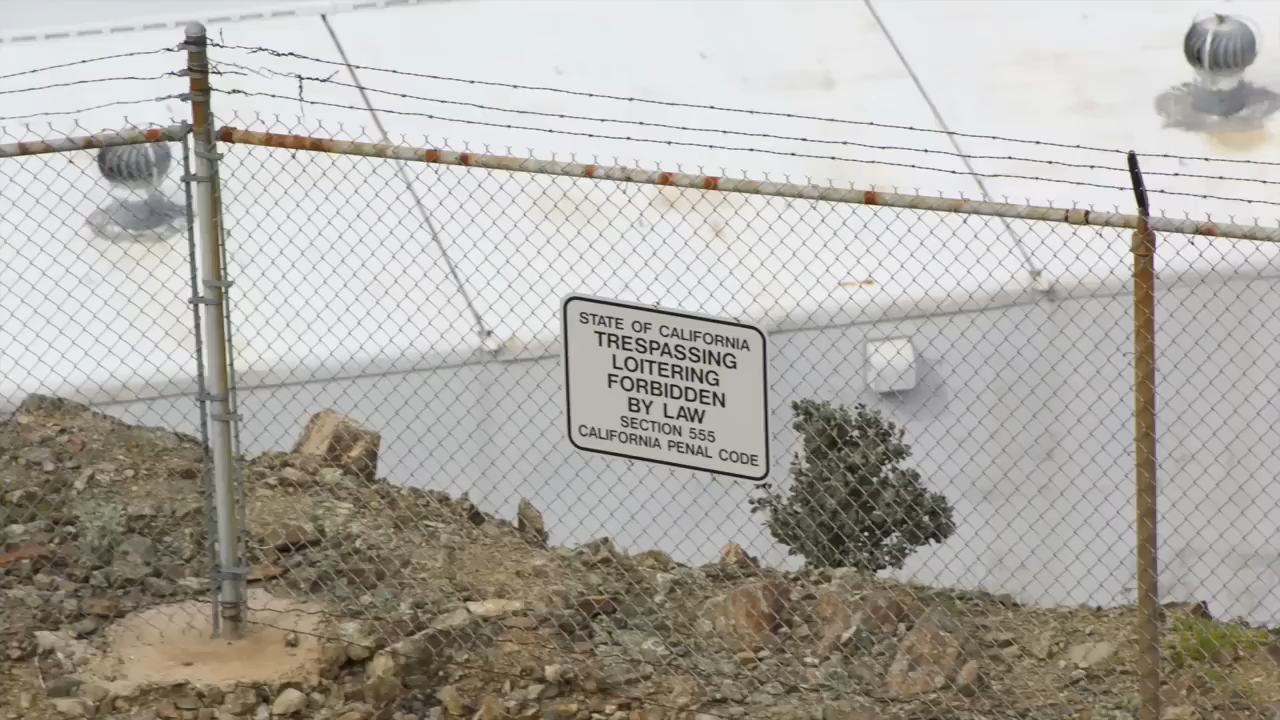 STATE OF CALIFORNIA
TRESPASSING
LOITERING
FORBIDDEN
BY LAW
SECTION 555
CALIFORNIA PENAL CODE